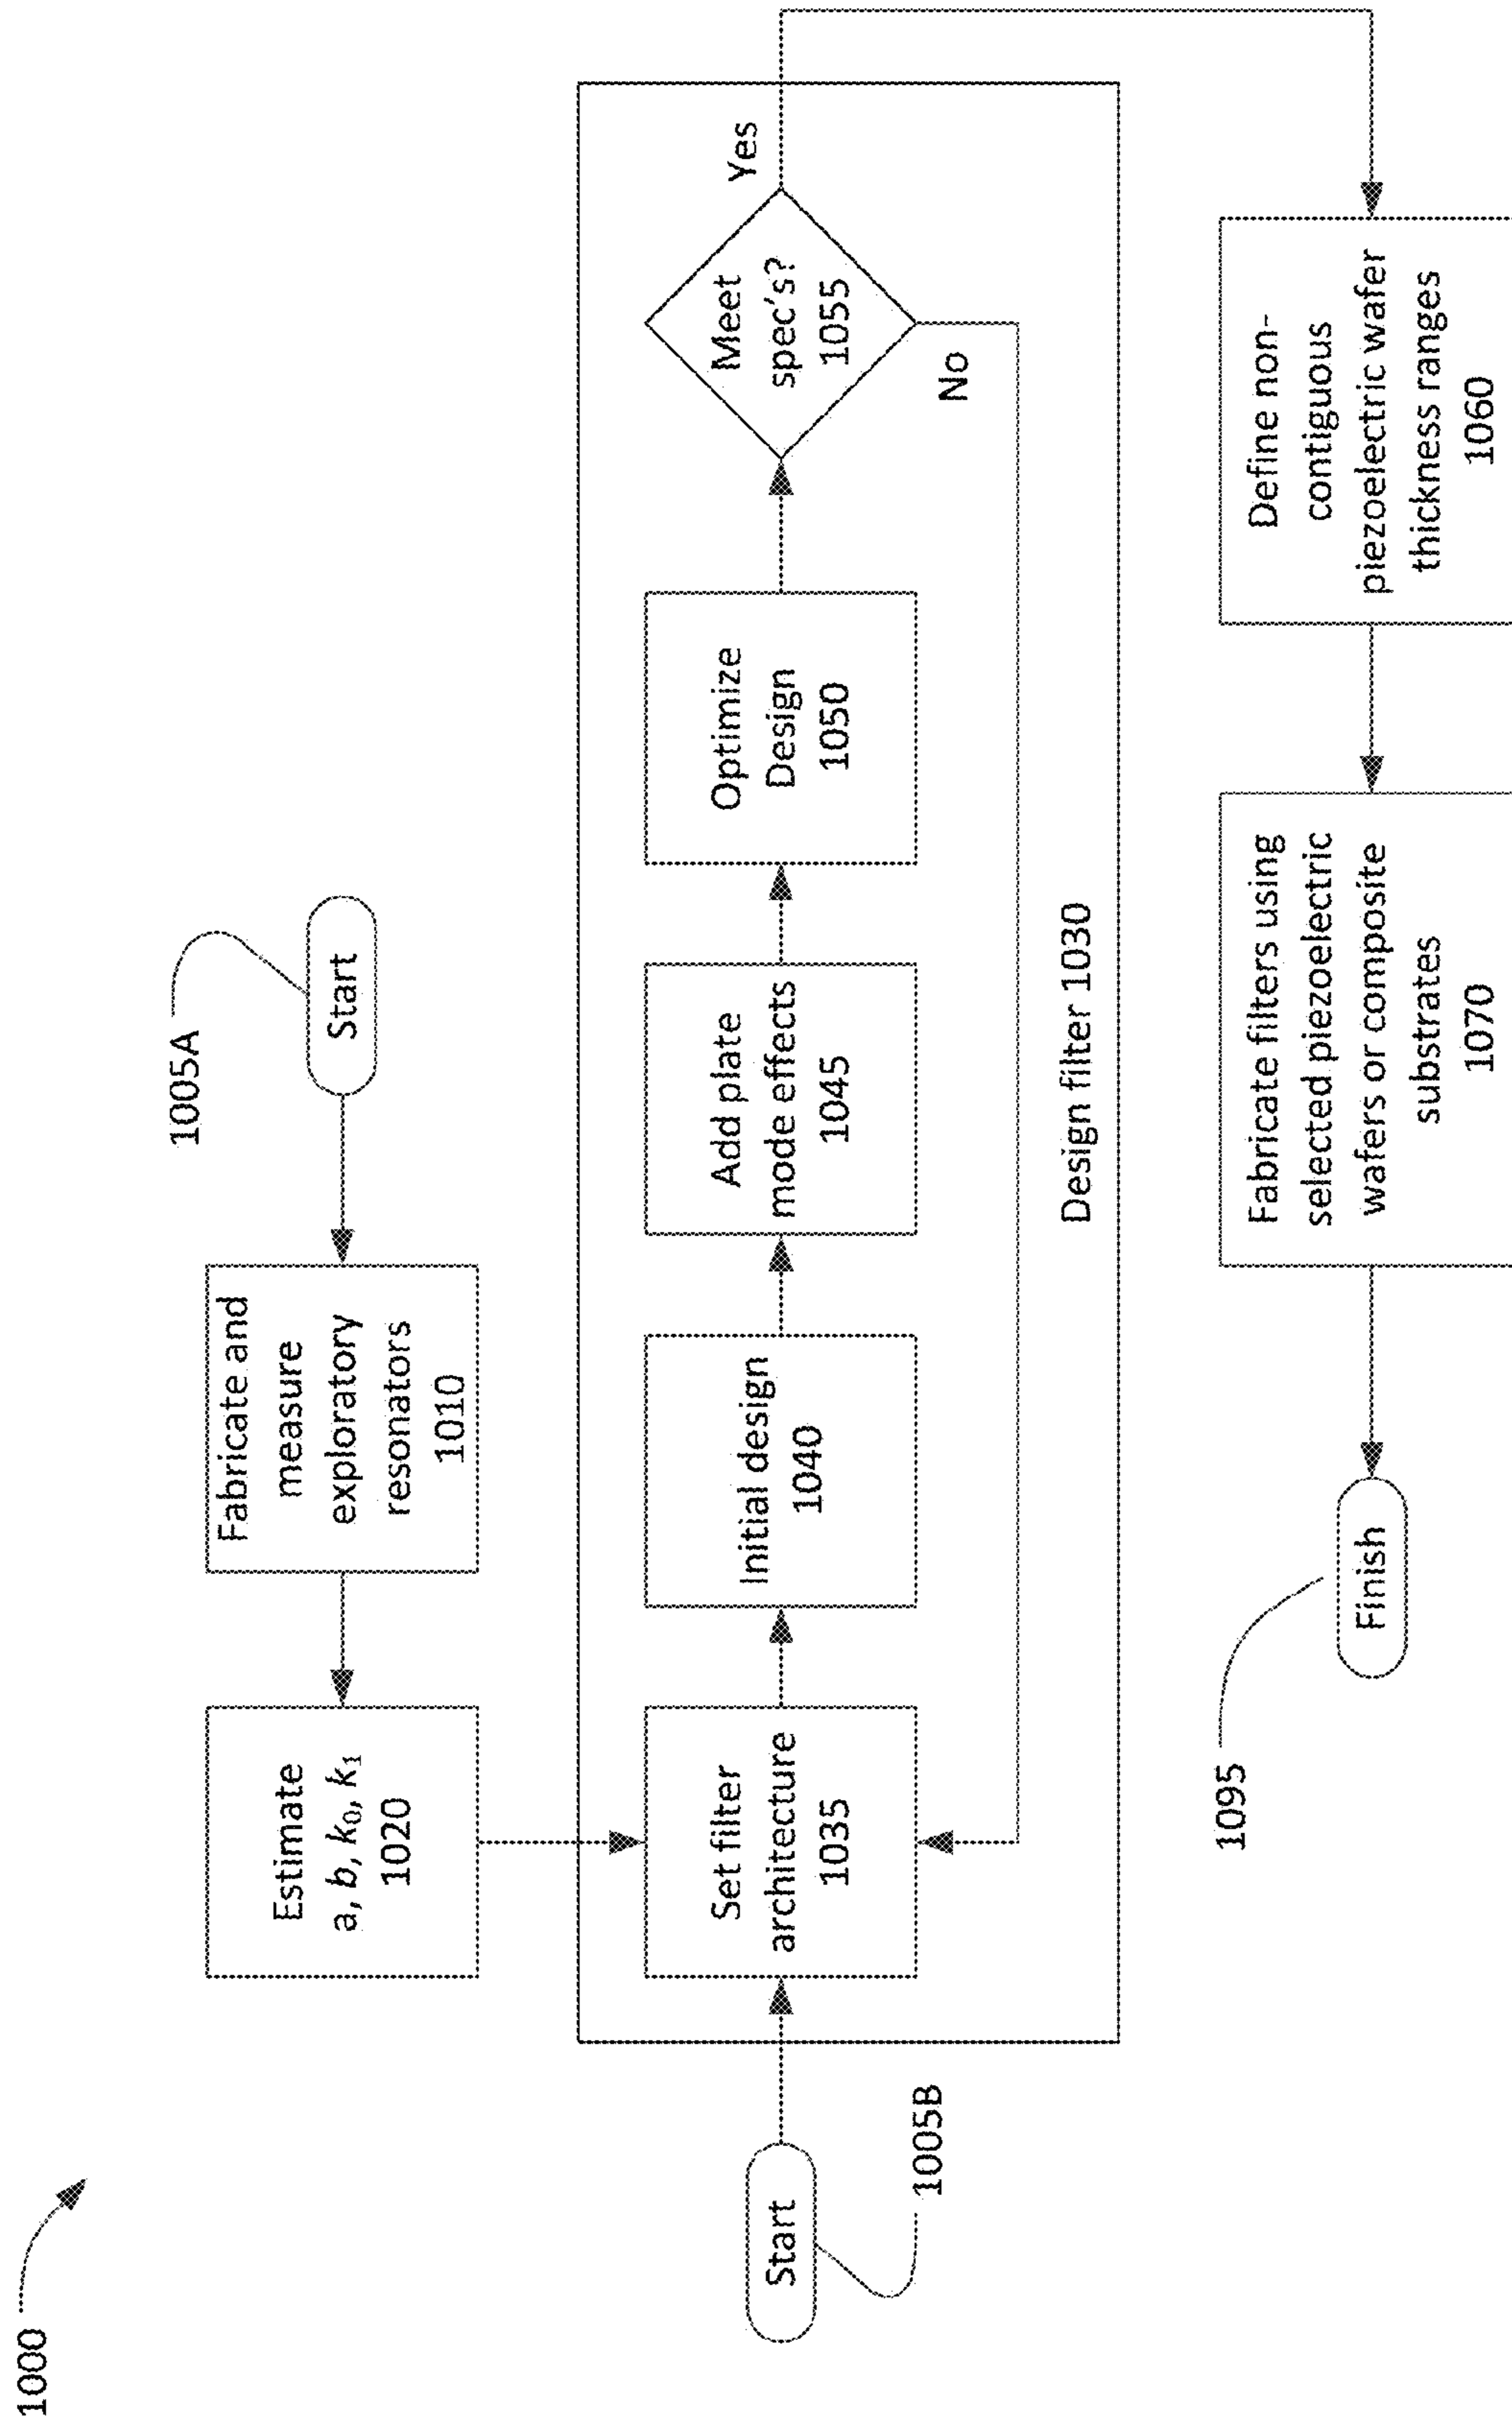 1000
1005A
Start
Fabricate and
measure
exploratory
resonators
1010
Estimate
a, b, k₀, k₁
1020
Start
1005B
Set filter
architecture
1035
Initial design
1040
Add plate
mode effects
1045
Optimize
Design
1050
Meet
spec's?
1055
Yes
No
Design filter 1030
Define non-
contiguous
piezoelectric wafer
thickness ranges
1060
Fabricate filters using
selected piezoelectric
wafers or composite
substrates
1070
Finish
1095